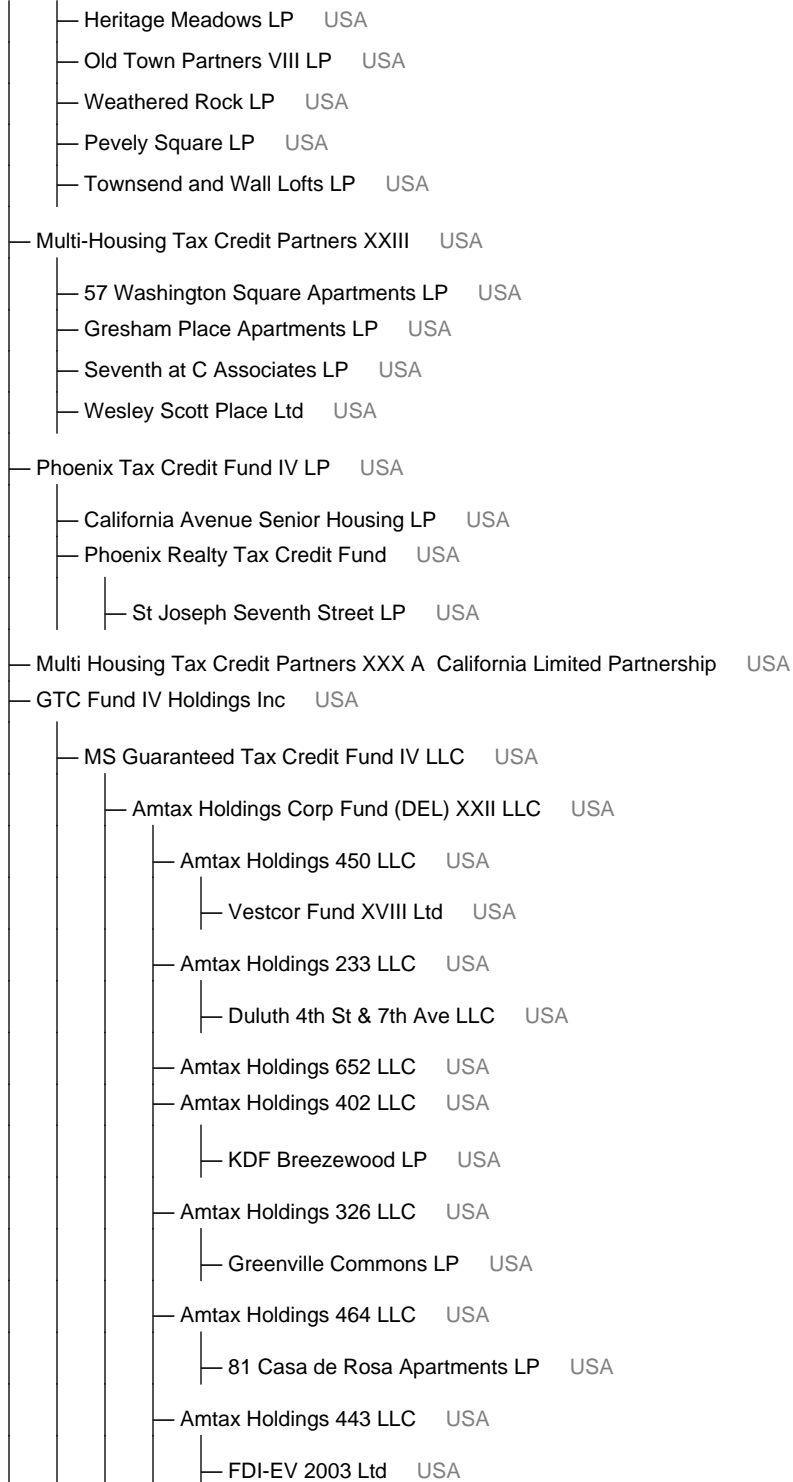 Heritage Meadows LP USA
Old Town Partners VIII LP USA
Weathered Rock LP USA
Pevely Square LP USA
Townsend and Wall Lofts LP USA
Multi-Housing Tax Credit Partners XXIII USA
57 Washington Square Apartments LP USA
Gresham Place Apartments LP USA
Seventh at C Associates LP USA
Wesley Scott Place Ltd USA
Phoenix Tax Credit Fund IV LP USA
California Avenue Senior Housing LP USA
Phoenix Realty Tax Credit Fund USA
St Joseph Seventh Street LP USA
Multi Housing Tax Credit Partners XXX A California Limited Partnership USA
GTC Fund IV Holdings Inc USA
MS Guaranteed Tax Credit Fund IV LLC USA
Amtax Holdings Corp Fund (DEL) XXII LLC USA
Amtax Holdings 450 LLC USA
Vestcor Fund XVIII Ltd USA
Amtax Holdings 233 LLC USA
Duluth 4th St & 7th Ave LLC USA
Amtax Holdings 652 LLC USA
Amtax Holdings 402 LLC USA
KDF Breezewood LP USA
Amtax Holdings 326 LLC USA
Greenville Commons LP USA
Amtax Holdings 464 LLC USA
81 Casa de Rosa Apartments LP USA
Amtax Holdings 443 LLC USA
FDI-EV 2003 Ltd USA